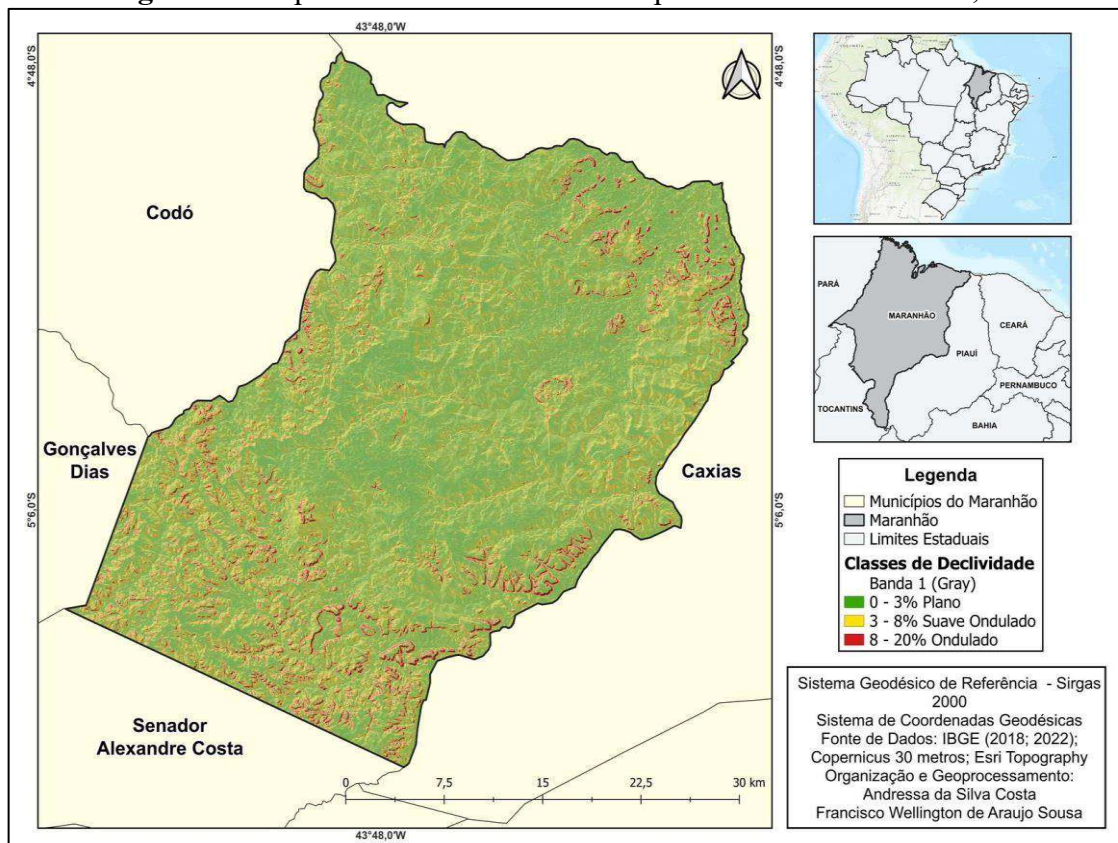 43°48,0'W
4°48,0'S
4°48,0'S
Codó
Gonçalves
Dias
Caxias
5°6,0'S
5°6,0'S
Senador
Alexandre Costa
0 7,5 15 22,5 30 km
43°48,0'W
PARÁ
MARANHÃO
CEARÁ
PIAUÍ
PERNAMBUCO
TOCANTINS
BAHIA
Legenda
Municípios do Maranhão
Maranhão
Limites Estaduais
Classes de Declividade
Banda 1 (Gray)
0 - 3% Plano
3 - 8% Suave Ondulado
8 - 20% Ondulado
Sistema Geodésico de Referência - Sirgas
2000
Sistema de Coordenadas Geodésicas
Fonte de Dados: IBGE (2018; 2022);
Copernicus 30 metros; Esri Topography
Organização e Geoprocessamento:
Andressa da Silva Costa
Francisco Wellington de Araujo Sousa